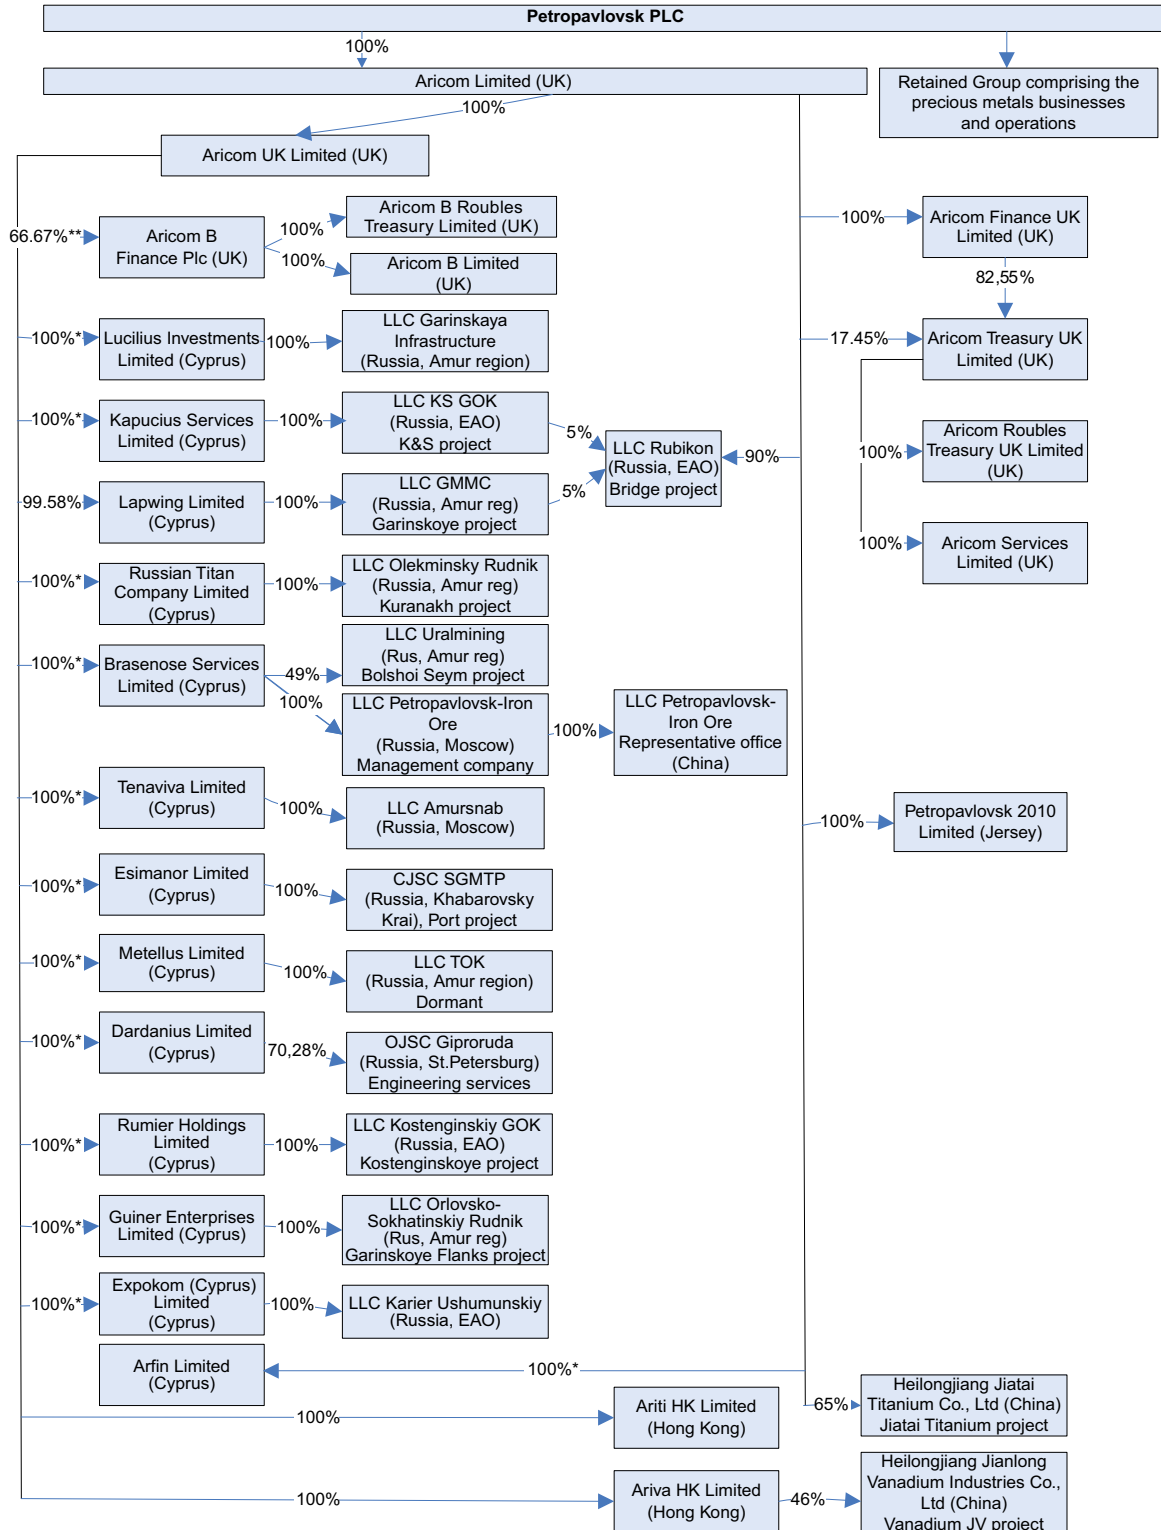 Petropavlovsk PLC
100%
Aricom Limited (UK)
Retained Group comprising the
precious metals businesses
and operations
100%
Aricom UK Limited (UK)
66.67%**
Aricom B
Finance Plc (UK)
100%
Aricom B Roubles
Treasury Limited (UK)
100%
Aricom B Limited
(UK)
100%
Aricom Finance UK
Limited (UK)
82,55%
100%*
Lucilius Investments
Limited (Cyprus)
100%
LLC Garinskaya
Infrastructure
(Russia, Amur region)
17.45%
Aricom Treasury UK
Limited (UK)
100%*
Kapucius Services
Limited (Cyprus)
100%
LLC KS GOK
(Russia, EAO)
K&S project
5%
LLC Rubikon
(Russia, EAO)
Bridge project
90%
100%
Aricom Roubles
Treasury UK Limited
(UK)
99.58%
Lapwing Limited
(Cyprus)
100%
LLC GMMC
(Russia, Amur reg)
Garinskoye project
5%
100%
Aricom Services
Limited (UK)
100%*
Russian Titan
Company Limited
(Cyprus)
100%
LLC Olekminsky Rudnik
(Russia, Amur reg)
Kuranakh project
100%*
Brasenose Services
Limited (Cyprus)
49%
LLC Uralmining
(Rus, Amur reg)
Bolshoi Seym project
100%
LLC Petropavlovsk-Iron
Ore
(Russia, Moscow)
Management company
100%
LLC Petropavlovsk-
Iron Ore
Representative office
(China)
100%*
Tenaviva Limited
(Cyprus)
100%
LLC Amursnab
(Russia, Moscow)
100%
Petropavlovsk 2010
Limited (Jersey)
100%*
Esimanor Limited
(Cyprus)
100%
CJSC SGMTP
(Russia, Khabarovsky
Krai), Port project
100%*
Metellus Limited
(Cyprus)
100%
LLC TOK
(Russia, Amur region)
Dormant
100%*
Dardanius Limited
(Cyprus)
70,28%
OJSC Giproruda
(Russia, St.Petersburg)
Engineering services
100%*
Rumier Holdings
Limited
(Cyprus)
100%
LLC Kostenginskiy GOK
(Russia, EAO)
Kostenginskoye project
100%*
Guiner Enterprises
Limited (Cyprus)
100%
LLC Orlovsko-
Sokhatinskiy Rudnik
(Rus, Amur reg)
Garinskoye Flanks project
100%*
Expokom (Cyprus)
Limited
(Cyprus)
100%
LLC Karier Ushumunskiy
(Russia, EAO)
Arfin Limited
(Cyprus)
100%*
100%
Ariti HK Limited
(Hong Kong)
65%
Heilongjiang Jiatai
Titanium Co., Ltd (China)
Jiatai Titanium project
100%
Ariva HK Limited
(Hong Kong)
46%
Heilongjiang Jianlong
Vanadium Industries Co.,
Ltd (China)
Vanadium JV project